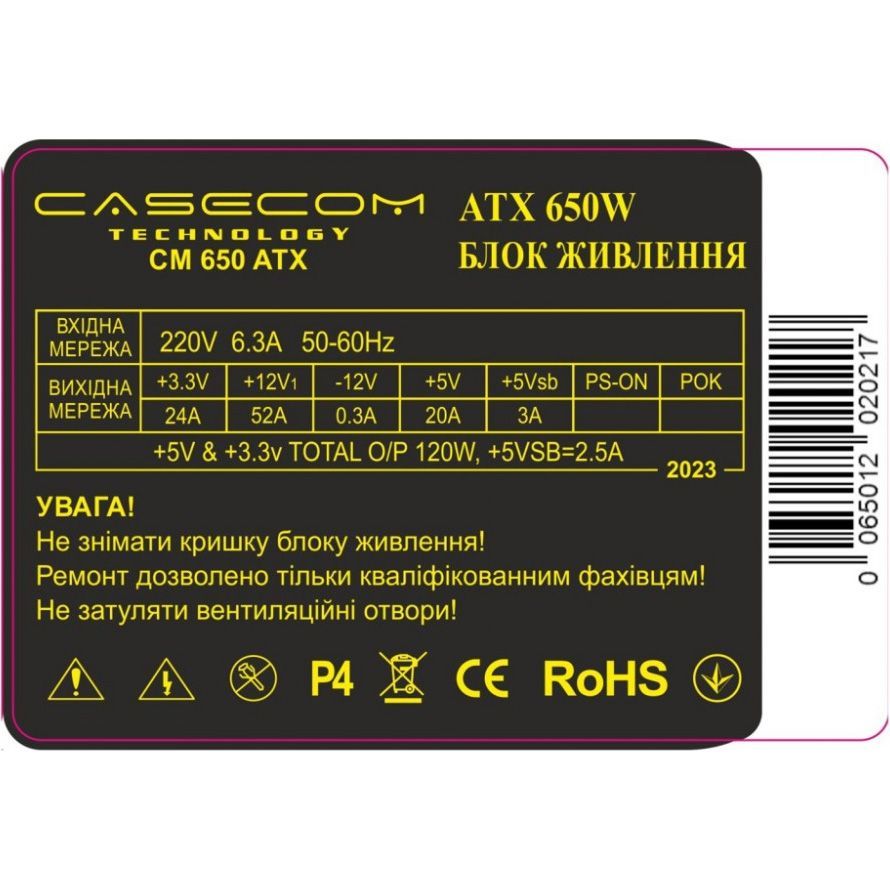 CASECOM
TECHNOLOGY
CM 650 ATX
ATX 650W
БЛОК ЖИВЛЕННЯ
ВХІДНА
МЕРЕЖА
220V 6.3A 50-60Hz
ВИХІДНА
МЕРЕЖА
+3.3V +12V1 -12V +5V +5Vsb PS-ON POK
24A 52A 0.3A 20A 3A
+5V & +3.3v TOTAL O/P 120W, +5VSB=2.5A
2023
УВАГА!
Не знімати кришку блоку живлення!
Ремонт дозволено тільки кваліфікованним фахівцям!
Не затуляти вентиляційні отвори!
P4 CE RoHS
0 065012 020217